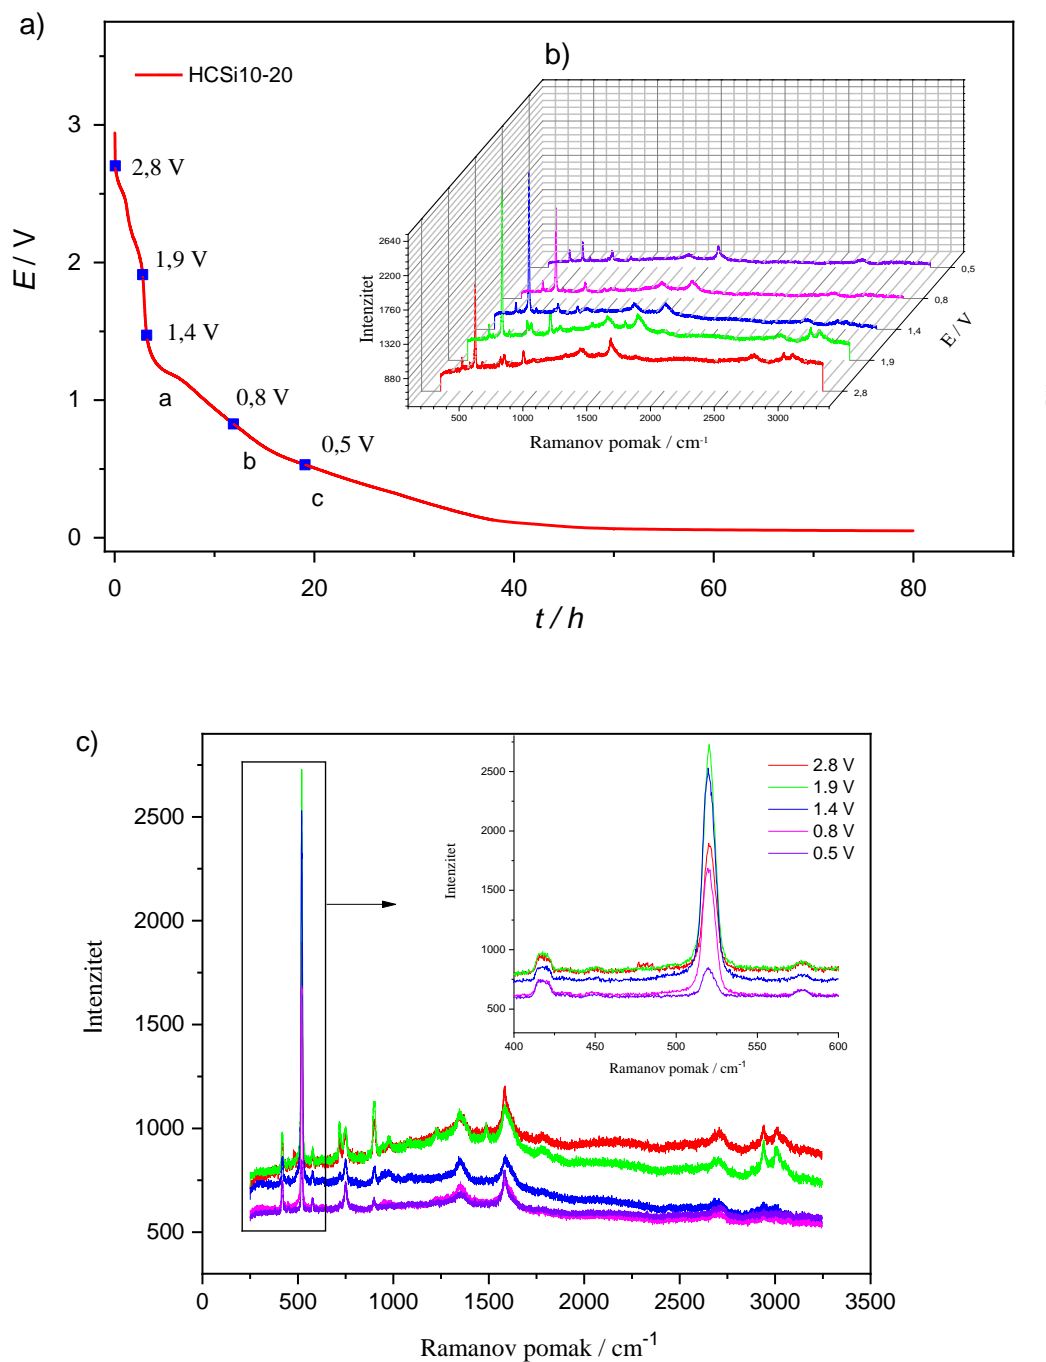 a)
HCSi10-20
3
2
1
0
E / V
2,8 V
1,9 V
1,4 V
0,8 V
0,5 V
a
b
c
0 20 40 60 80
t / h
b)
2640
2200
1760
1320
880
Intenzitet
500 1000 1500 2000 2500 3000
Ramanov pomak / cm-1
0,5
0,8
1,4
1,9
2,8
E / V
c)
2500
2000
1500
1000
500
Intenzitet
0 500 1000 1500 2000 2500 3000 3500
Ramanov pomak / cm-1
2500
2000
1500
1000
500
Intenzitet
400 450 500 550 600
Ramanov pomak / cm-1
2.8 V
1.9 V
1.4 V
0.8 V
0.5 V